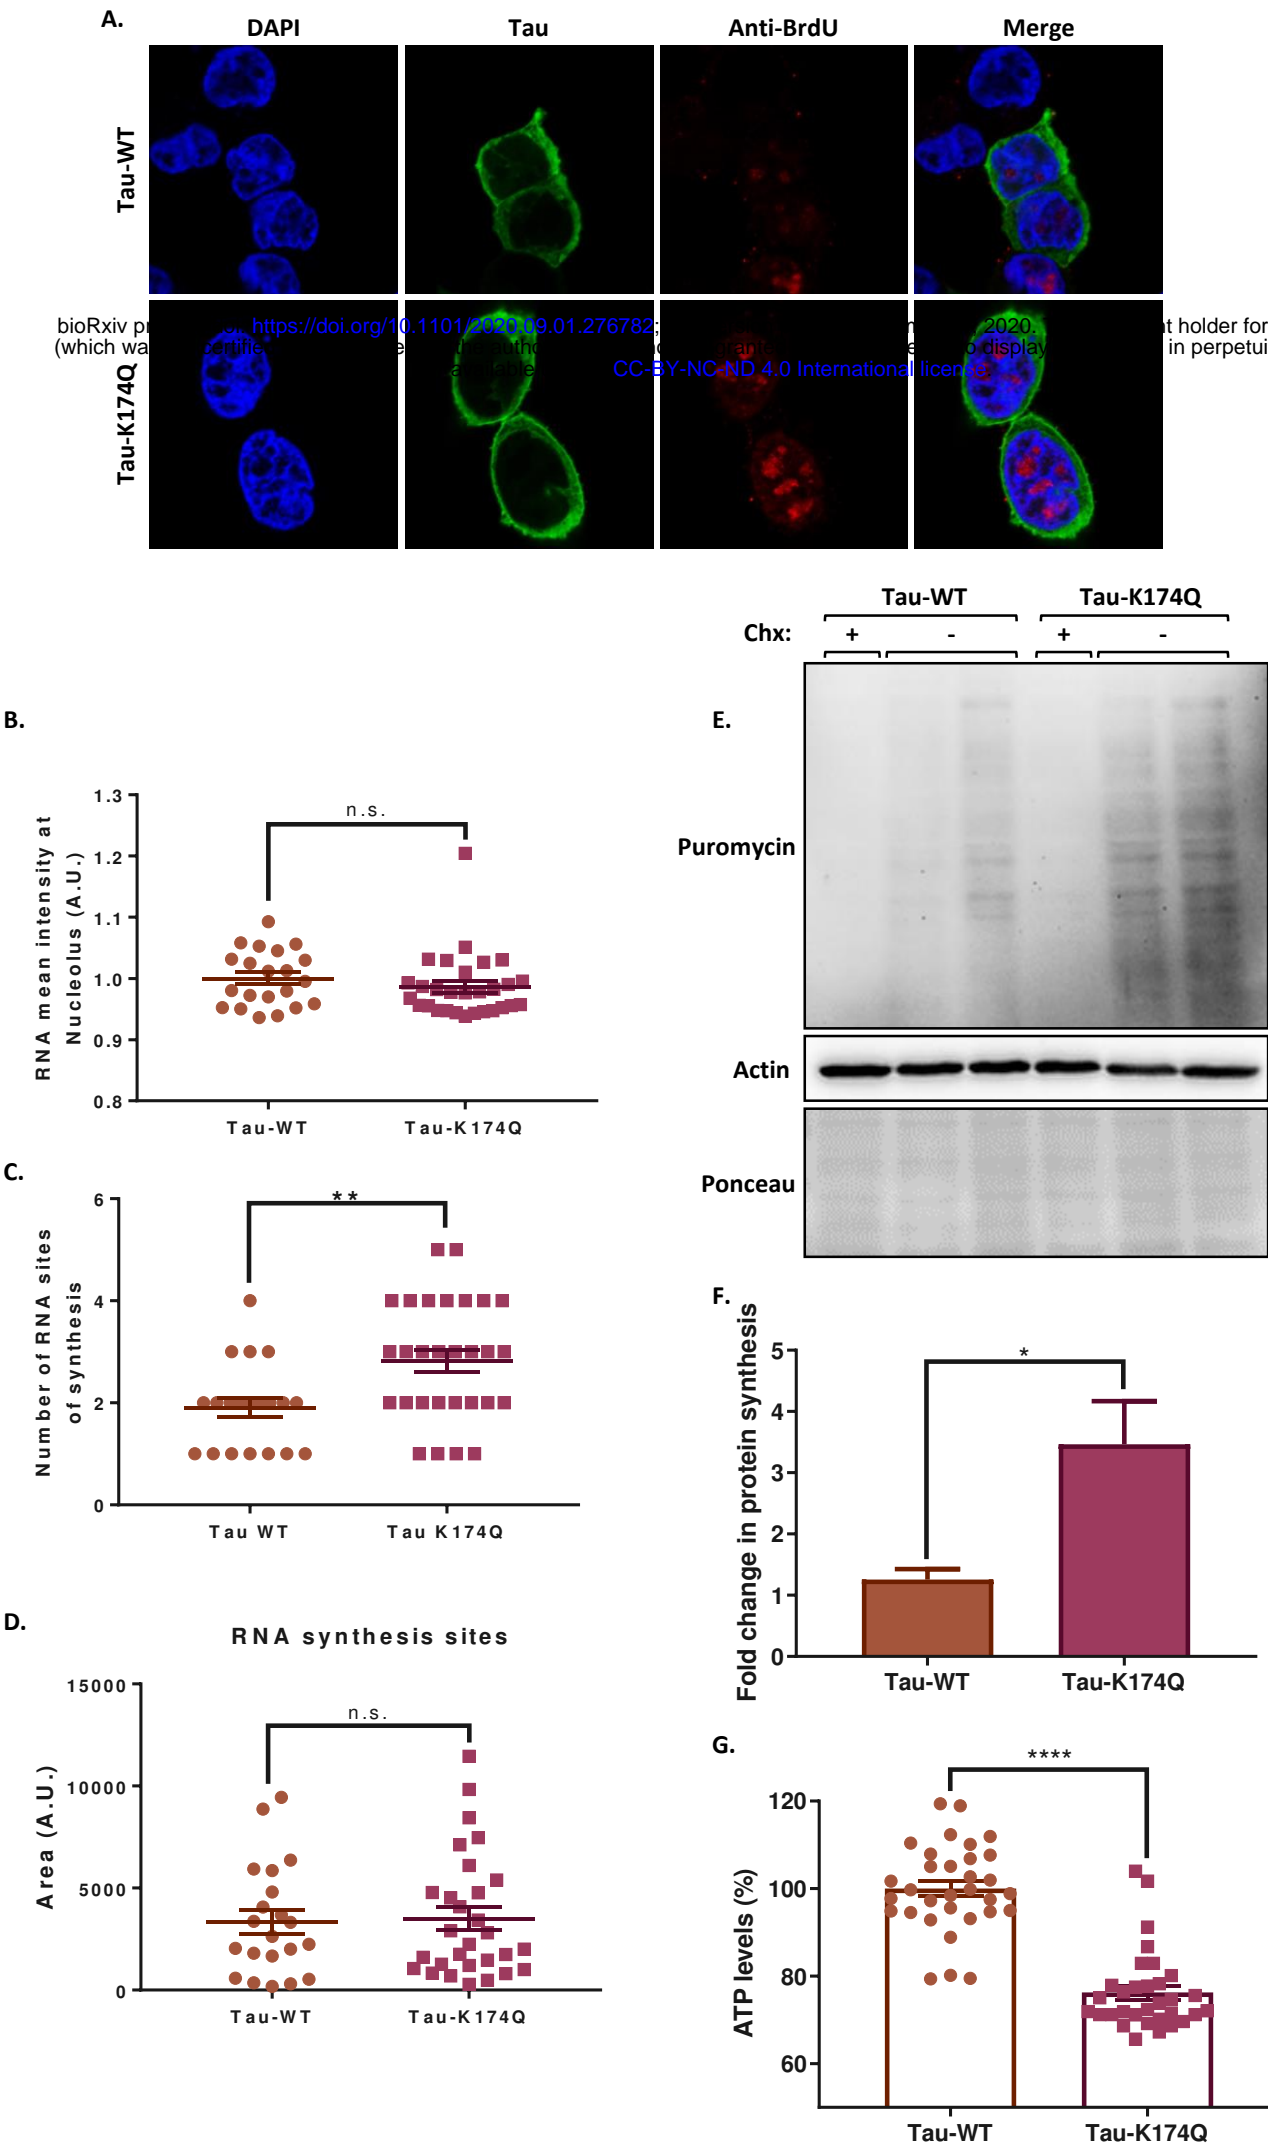 A.
DAPI Tau Anti-BrdU Merge
Tau-WT
bioRxiv https://doi.org/10.1101/2020.09.01.276782; 2020. holder for
(which in
CC-BY-NC-ND 4.0 International license.
Tau-K174Q
Tau-WT Tau-K174Q
Chx: + - + -
B.
RNA mean intensity at
Nucleolus (A.U.)
1.3
1.2
1.1
1.0
0.9
0.8
n.s.
Tau-WT Tau-K174Q
E.
Puromycin
Actin
Ponceau
C.
Number of RNA sites
of synthesis
6
4
2
0
**
Tau WT Tau K174Q
F.
Fold change in protein synthesis
5
4
3
2
1
0
*
Tau-WT Tau-K174Q
D.
RNA synthesis sites
Area (A.U.)
15000
10000
5000
0
n.s.
Tau-WT Tau-K174Q
G.
ATP levels (%)
120
100
80
60
****
Tau-WT Tau-K174Q